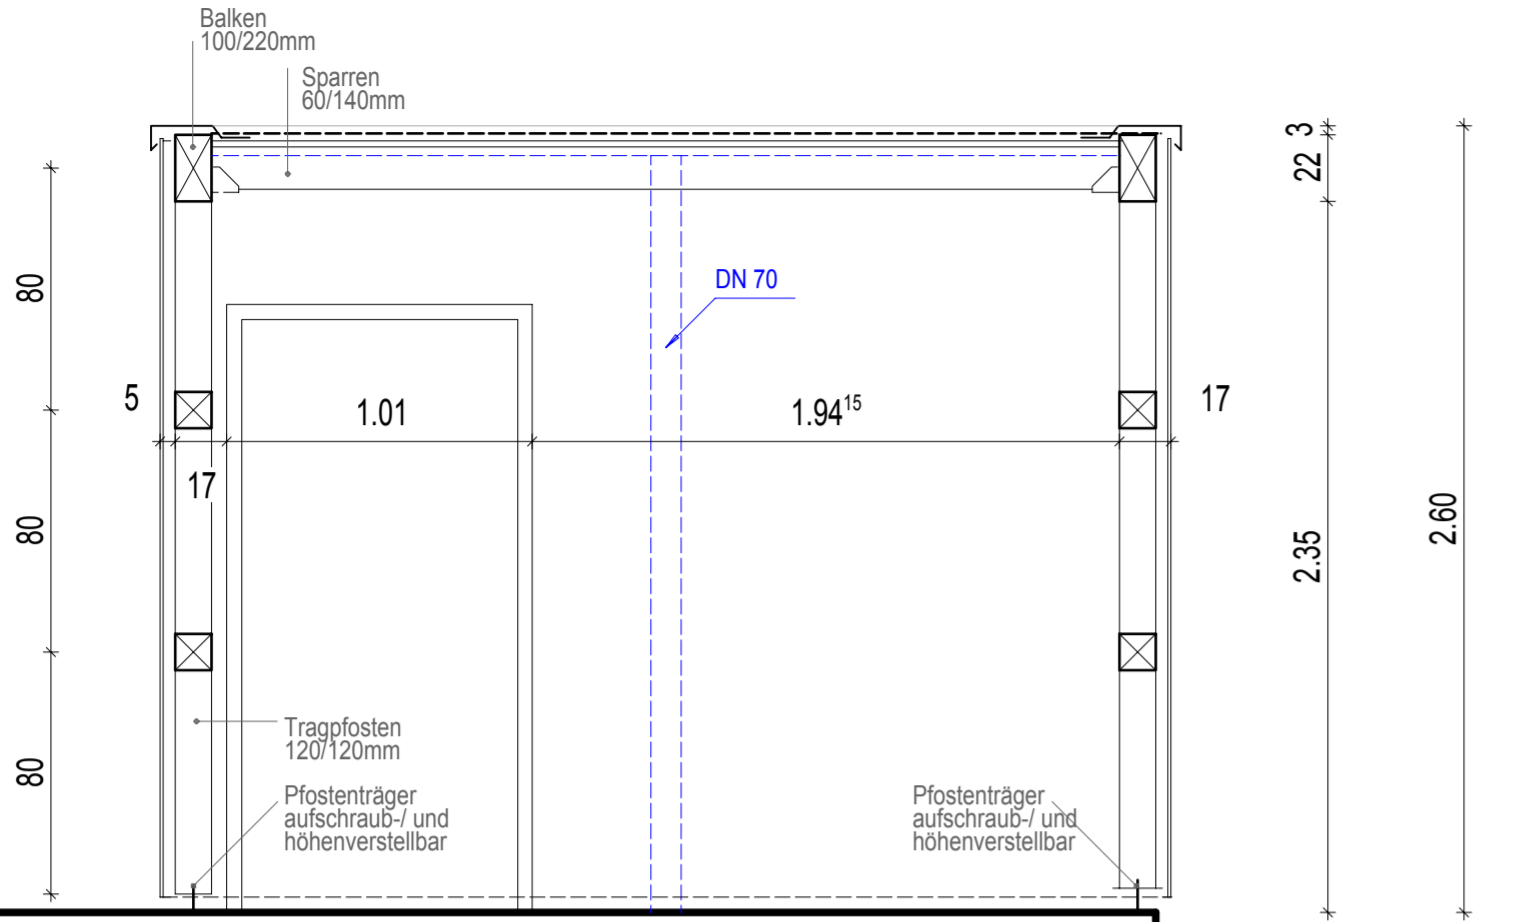 Balken
100/220mm
Sparren
60/140mm
3
22
80
DN 70
5
1.01
1.94¹⁵
17
17
80
2.35
2.60
Tragpfosten
120/120mm
80
Pfostenträger
aufschraub-/ und
höhenverstellbar
Pfostenträger
aufschraub-/ und
höhenverstellbar